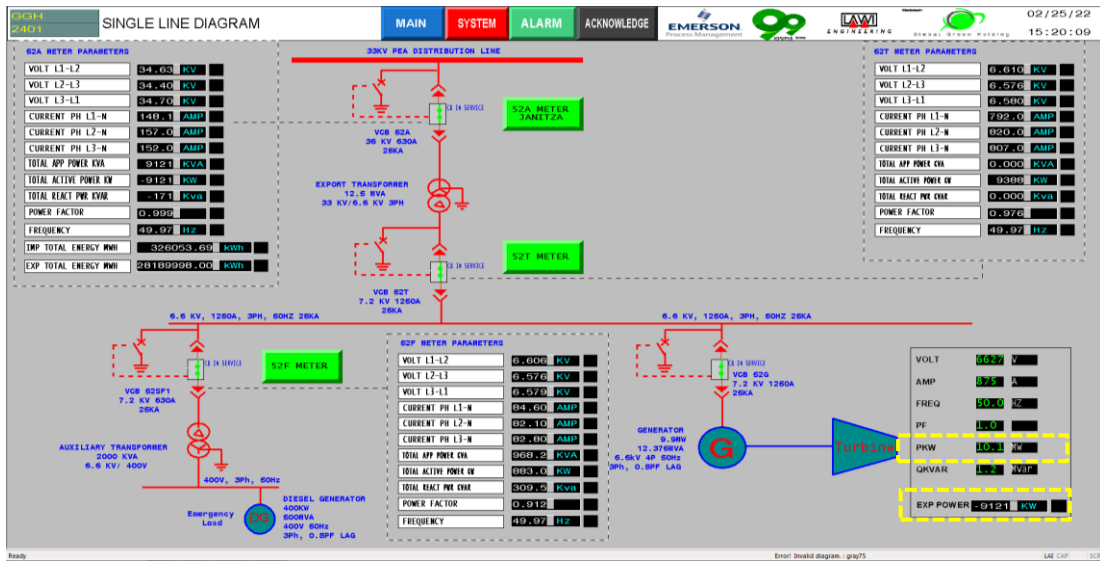 GGH
2401
SINGLE LINE DIAGRAM
MAIN
SYSTEM
ALARM
ACKNOWLEDGE
EMERSON
Process Management
99
LAWI
ENGINEERING
Global Green Holding
02/25/22
15:20:09
52A METER PARAMETERS
VOLT L1-L2 34.63 KV
VOLT L2-L3 34.40 KV
VOLT L3-L1 34.70 KV
CURRENT PH L1-N 148.1 AMP
CURRENT PH L2-N 157.0 AMP
CURRENT PH L3-N 152.0 AMP
TOTAL APP POWER KVA 9121 KVA
TOTAL ACTIVE POWER KW -9121 KW
TOTAL REACT PWR KVAR -171 Kva
POWER FACTOR 0.999
FREQUENCY 49.97 Hz
IMP TOTAL ENERGY MWH 326053.69 kWh
EXP TOTAL ENERGY MWH 28189998.00 kWh
33KV PEA DISTRIBUTION LINE
CB IN SERVICE
52A METER
JANITZA
VCB 52A
36 KV 630A
25KA
EXPORT TRANSFORMER
12.5 MVA
33 KV/6.6 KV 3PH
CB IN SERVICE
52T METER
VCB 52T
7.2 KV 1250A
25KA
52T METER PARAMETERS
VOLT L1-L2 6.610 KV
VOLT L2-L3 6.576 KV
VOLT L3-L1 6.580 KV
CURRENT PH L1-N 792.0 AMP
CURRENT PH L2-N 820.0 AMP
CURRENT PH L3-N 807.0 AMP
TOTAL APP POWER KVA 0.000 KVA
TOTAL ACTIVE POWER KW 9388 KW
TOTAL REACT PWR KVAR 0.000 Kva
POWER FACTOR 0.976
FREQUENCY 49.97 Hz
6.6 KV, 1250A, 3PH, 50HZ 25KA
6.6 KV, 1250A, 3PH, 50HZ 25KA
CB IN SERVICE
52F METER
VCB 52SF1
7.2 KV 630A
25KA
AUXILIARY TRANSFORMER
2000 KVA
6.6 KV/ 400V
400V, 3Ph, 50Hz
Emergency
Load
DG
DIESEL GENERATOR
400KW
500MVA
400V 50Hz
3Ph, 0.8PF LAG
52F METER PARAMETERS
VOLT L1-L2 6.606 KV
VOLT L2-L3 6.576 KV
VOLT L3-L1 6.579 KV
CURRENT PH L1-N 84.60 AMP
CURRENT PH L2-N 82.10 AMP
CURRENT PH L3-N 82.80 AMP
TOTAL APP POWER KVA 968.2 KVA
TOTAL ACTIVE POWER KW 883.0 KW
TOTAL REACT PWR KVAR 309.5 Kva
POWER FACTOR 0.912
FREQUENCY 49.97 Hz
CB IN SERVICE
VCB 52G
7.2 KV 1250A
25KA
GENERATOR
9.9MW
12.375MVA
6.6kV 4P 50Hz
3Ph, 0.8PF LAG
G
Turbine
VOLT 6627 V
AMP 875 A
FREQ 50.0 HZ
PF 1.0
PKW 10.1 MW
QKVAR 1.2 Mvar
EXP POWER -9121 KW
Ready
Error! Invalid diagram. : gray75
CAP